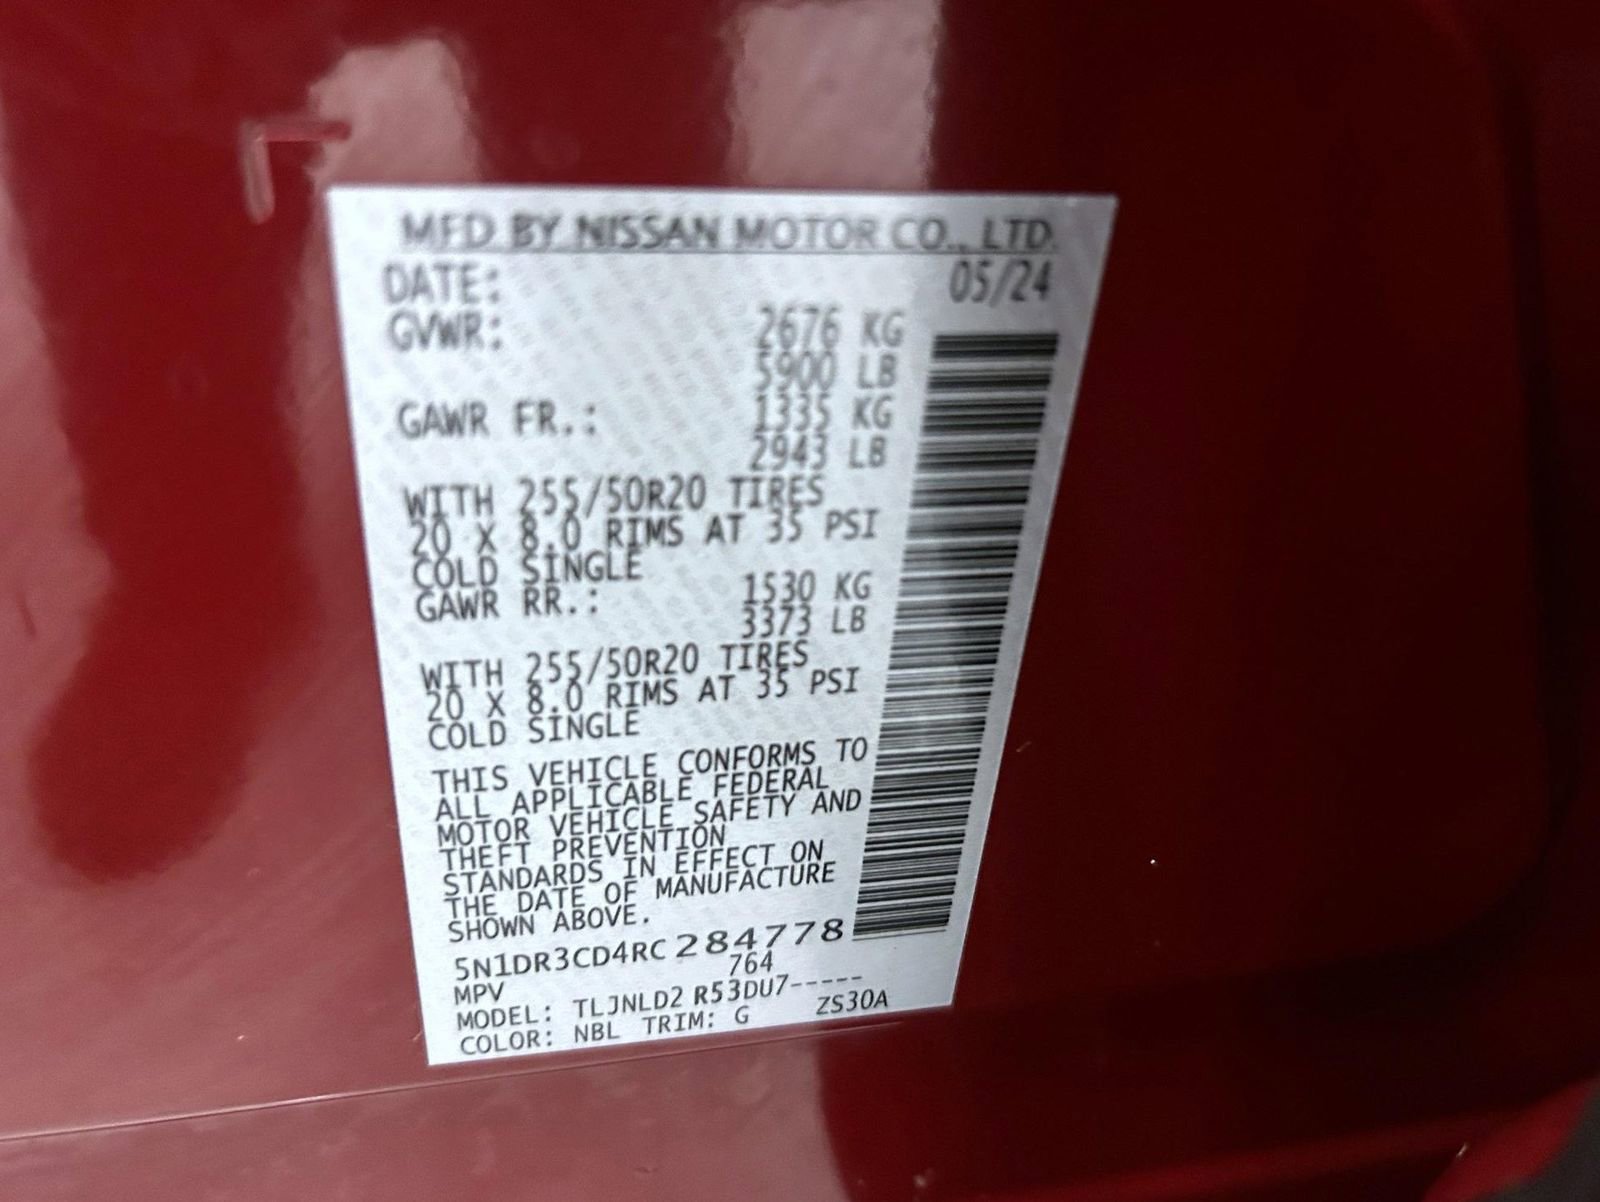 MFD BY NISSAN MOTOR CO., LTD.
DATE: 05/24
GVWR: 2676 KG
5900 LB
GAWR FR.: 1335 KG
2943 LB
WITH 255/50R20 TIRES
20 X 8.0 RIMS AT 35 PSI
COLD SINGLE
GAWR RR.: 1530 KG
3373 LB
WITH 255/50R20 TIRES
20 X 8.0 RIMS AT 35 PSI
COLD SINGLE
THIS VEHICLE CONFORMS TO
ALL APPLICABLE FEDERAL
MOTOR VEHICLE SAFETY AND
THEFT PREVENTION
STANDARDS IN EFFECT ON
THE DATE OF MANUFACTURE
SHOWN ABOVE.
5N1DR3CD4RC284778
MPV 764
MODEL: TLJNLD2 R53DU7-----
COLOR: NBL TRIM: G ZS30A